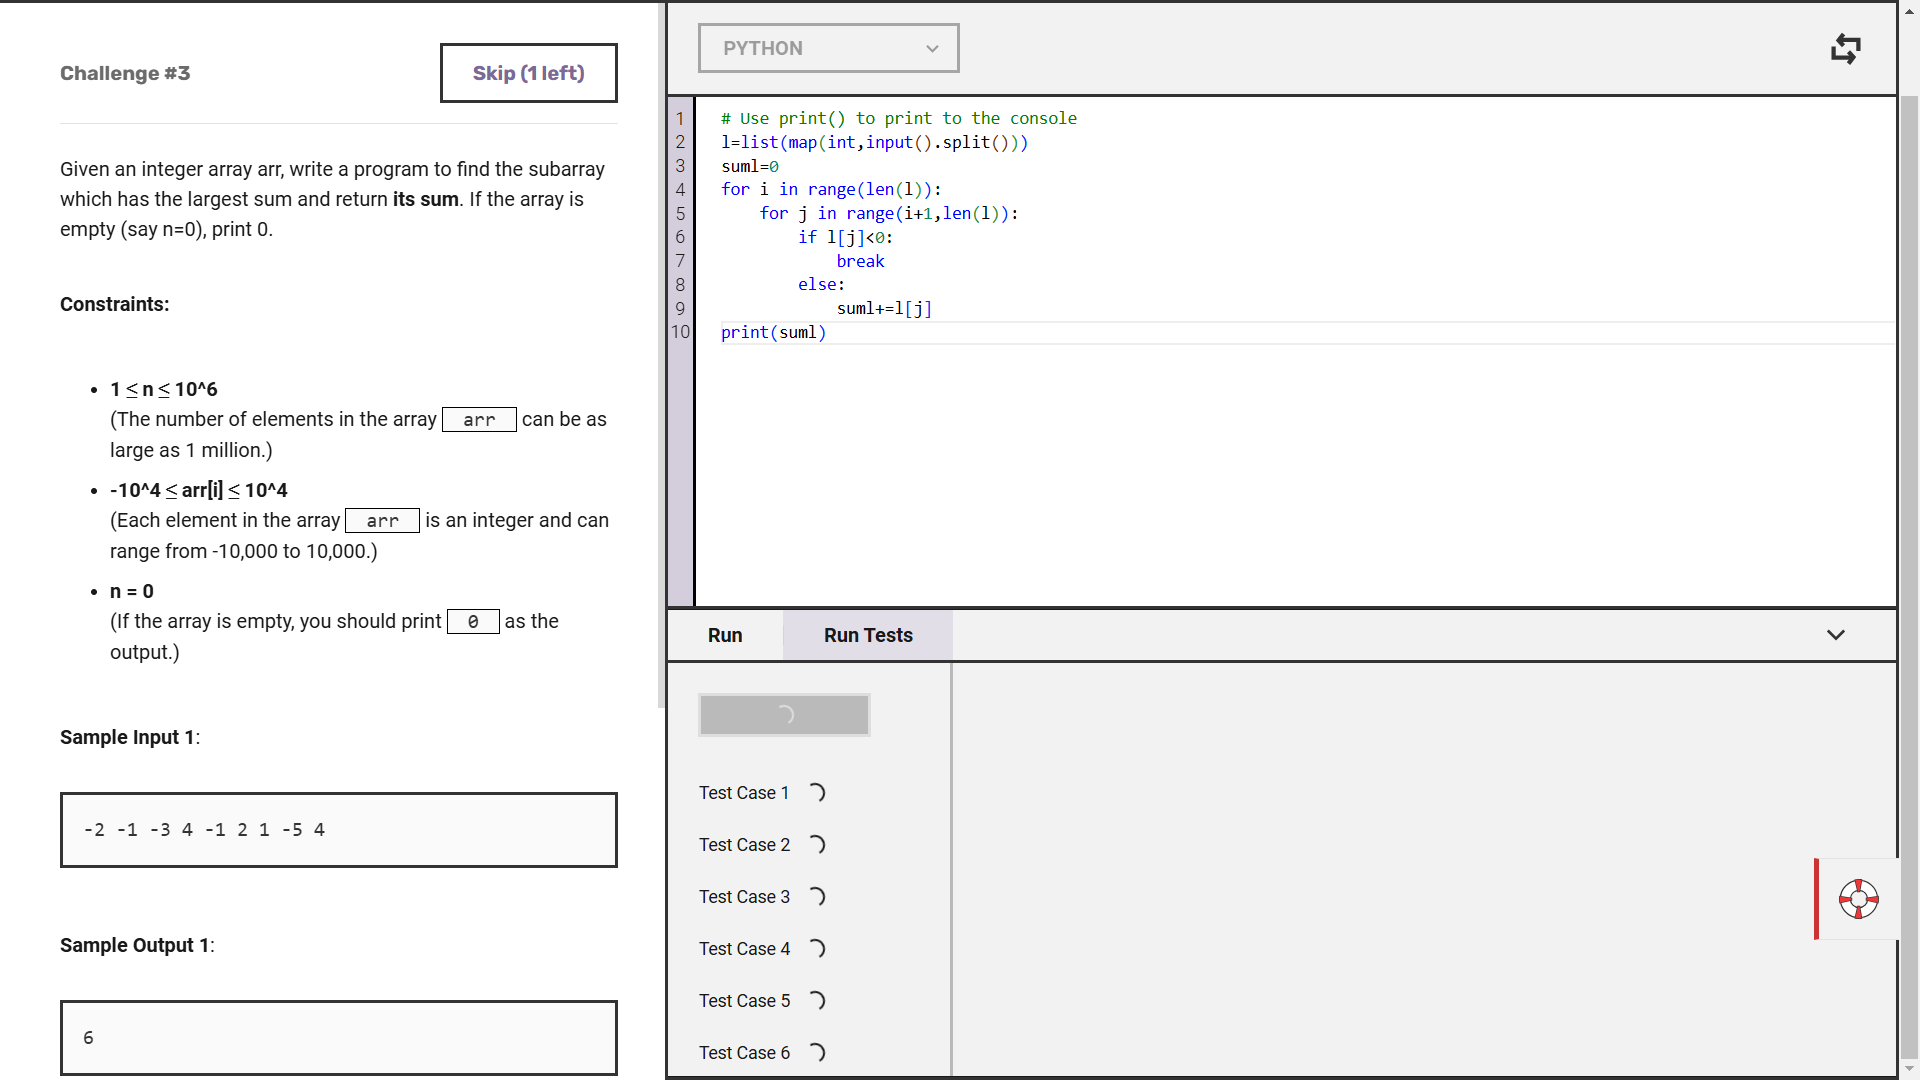 Challenge #3
Skip (1 left)
Given an integer array arr, write a program to find the subarray
which has the largest sum and return its sum. If the array is
empty (say n=0), print 0.
Constraints:
• 1 ≤ n ≤ 10^6
(The number of elements in the array arr can be as
large as 1 million.)
• -10^4 ≤ arr[i] ≤ 10^4
(Each element in the array arr is an integer and can
range from -10,000 to 10,000.)
• n = 0
(If the array is empty, you should print 0 as the
output.)
Sample Input 1:
-2 -1 -3 4 -1 2 1 -5 4
Sample Output 1:
6
PYTHON
1 # Use print() to print to the console
2 l=list(map(int,input().split()))
3 suml=0
4 for i in range(len(l)):
5     for j in range(i+1,len(l)):
6         if l[j]<0:
7             break
8         else:
9             suml+=l[j]
10 print(suml)
Run
Run Tests
Test Case 1
Test Case 2
Test Case 3
Test Case 4
Test Case 5
Test Case 6